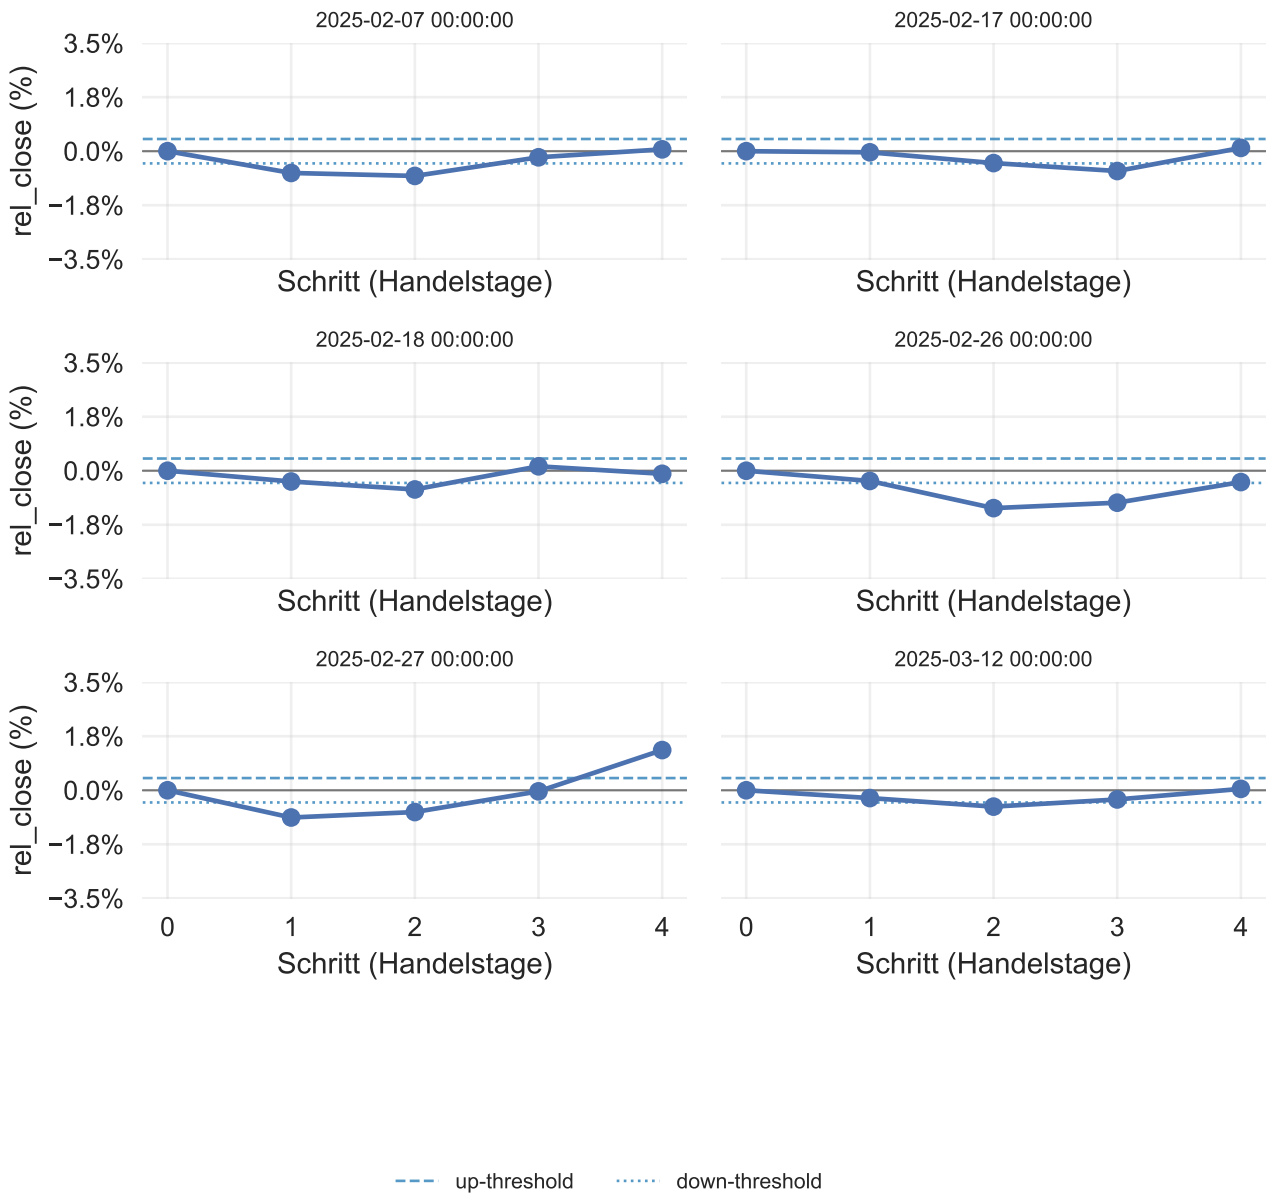 2025-02-07 00:00:00
3.5%
1.8%
0.0%
−1.8%
−3.5%
rel_close (%)
Schritt (Handelstage)
2025-02-17 00:00:00
Schritt (Handelstage)
2025-02-18 00:00:00
3.5%
1.8%
0.0%
−1.8%
−3.5%
rel_close (%)
Schritt (Handelstage)
2025-02-26 00:00:00
Schritt (Handelstage)
2025-02-27 00:00:00
3.5%
1.8%
0.0%
−1.8%
−3.5%
rel_close (%)
0 1 2 3 4
Schritt (Handelstage)
2025-03-12 00:00:00
0 1 2 3 4
Schritt (Handelstage)
up-threshold down-threshold